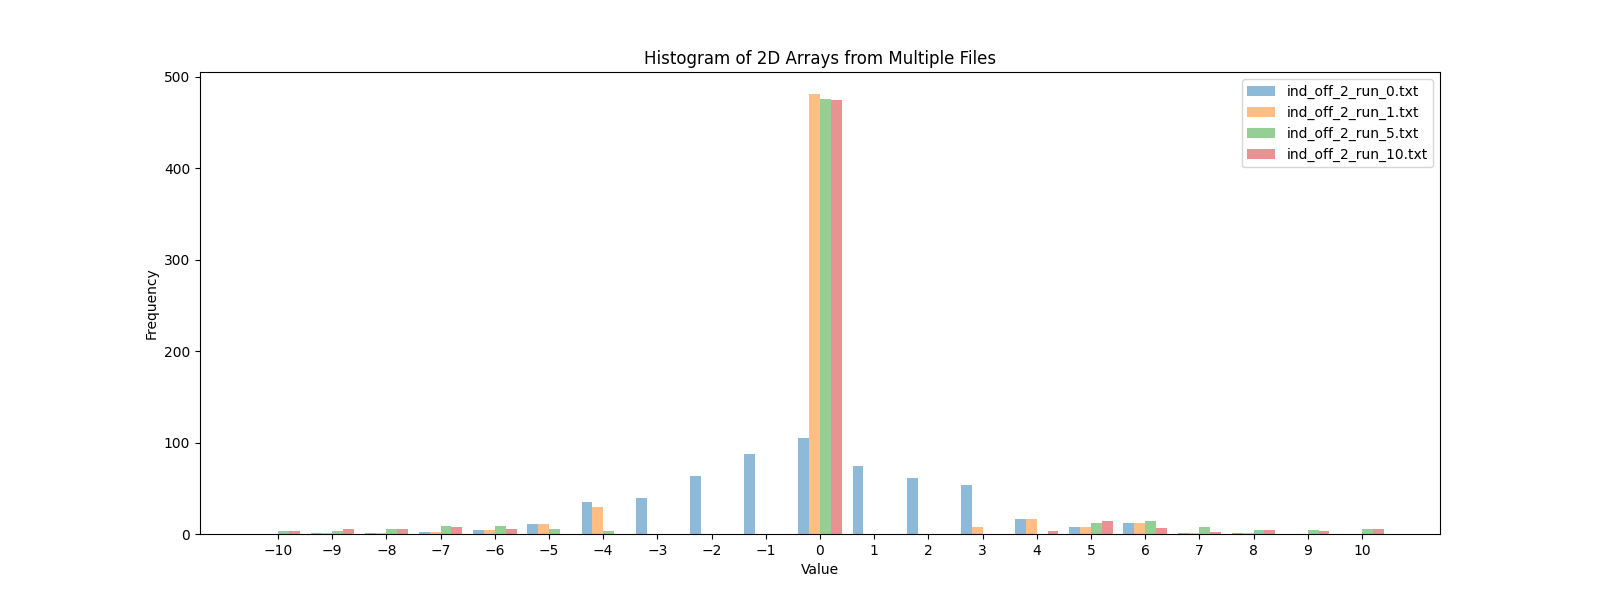 Histogram of 2D Arrays from Multiple Files
500
400
300
200
100
0
Frequency
ind_off_2_run_0.txt
ind_off_2_run_1.txt
ind_off_2_run_5.txt
ind_off_2_run_10.txt
−10 −9 −8 −7 −6 −5 −4 −3 −2 −1 0 1 2 3 4 5 6 7 8 9 10
Value